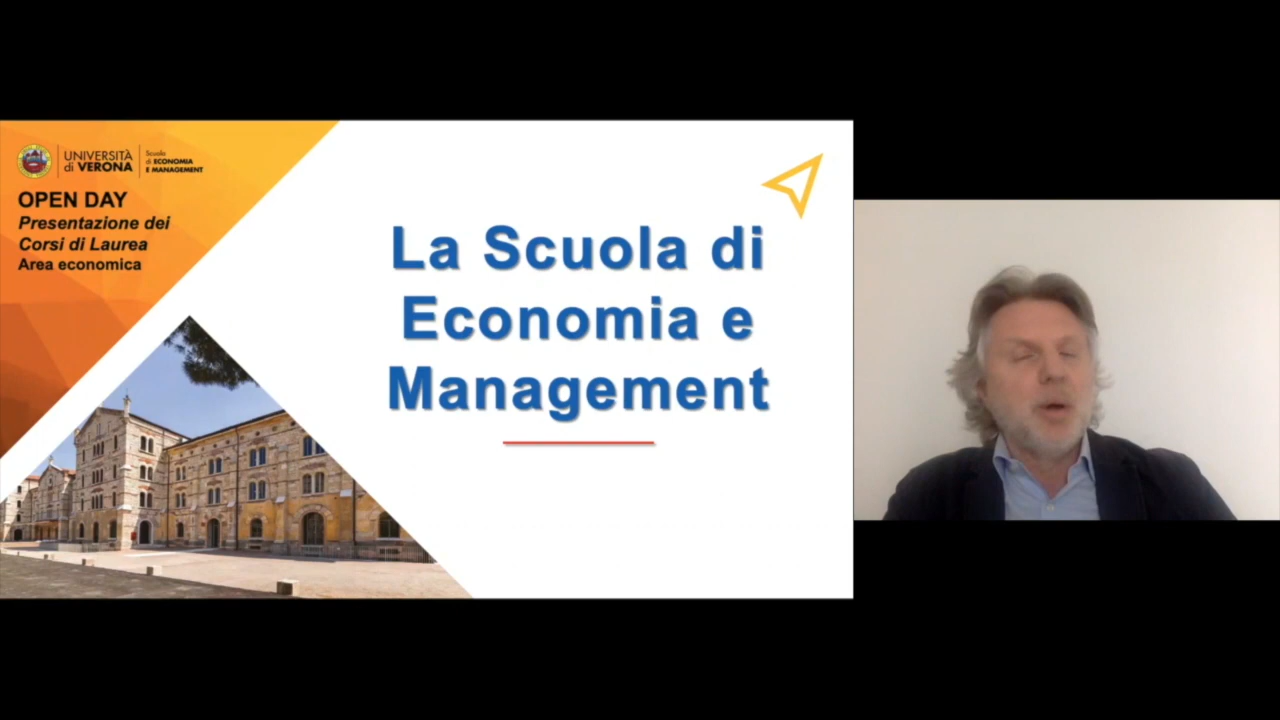 UNIVERSITÀ
di VERONA
Scuola
di ECONOMIA
E MANAGEMENT
OPEN DAY
Presentazione dei
Corsi di Laurea
Area economica
La Scuola di
Economia e
Management